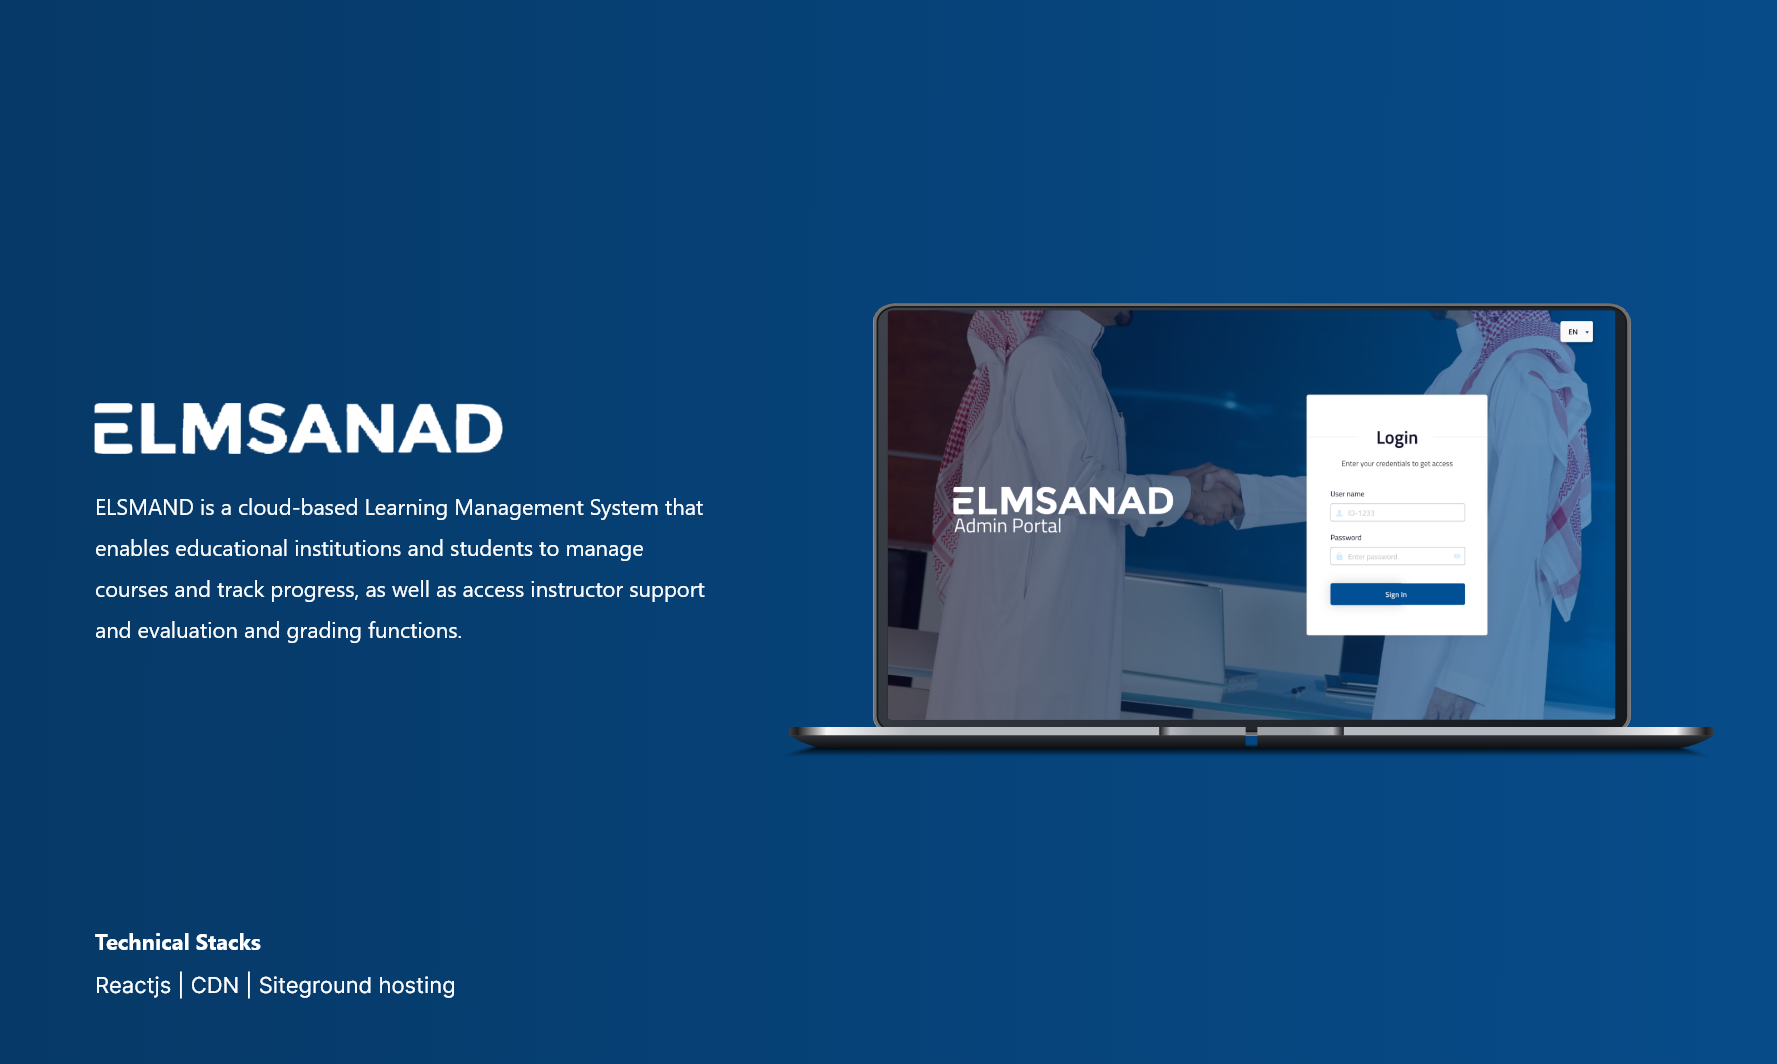 ELMSANAD
ELSMAND is a cloud-based Learning Management System that
enables educational institutions and students to manage
courses and track progress, as well as access instructor support
and evaluation and grading functions.
EN
ELMSANAD
Admin Portal
Login
Enter your credentials to get access
User name
ID-1233
Password
Enter password
Sign In
Technical Stacks
Reactjs | CDN | Siteground hosting